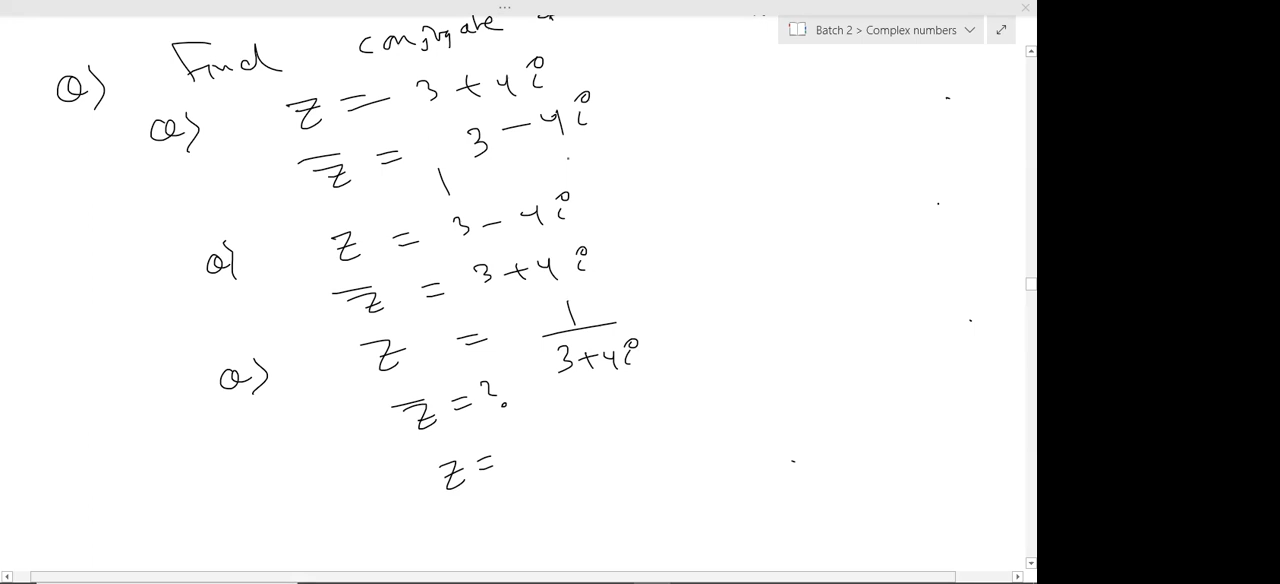 Batch 2 > Complex numbers
Q) Find conjugate
Q) z = 3 + 4i
z̅ = 3 - 4i
Q) z = 3 - 4i
z̅ = 3 + 4i
Q) z = 1/(3+4i)
z̅ = ?
z =